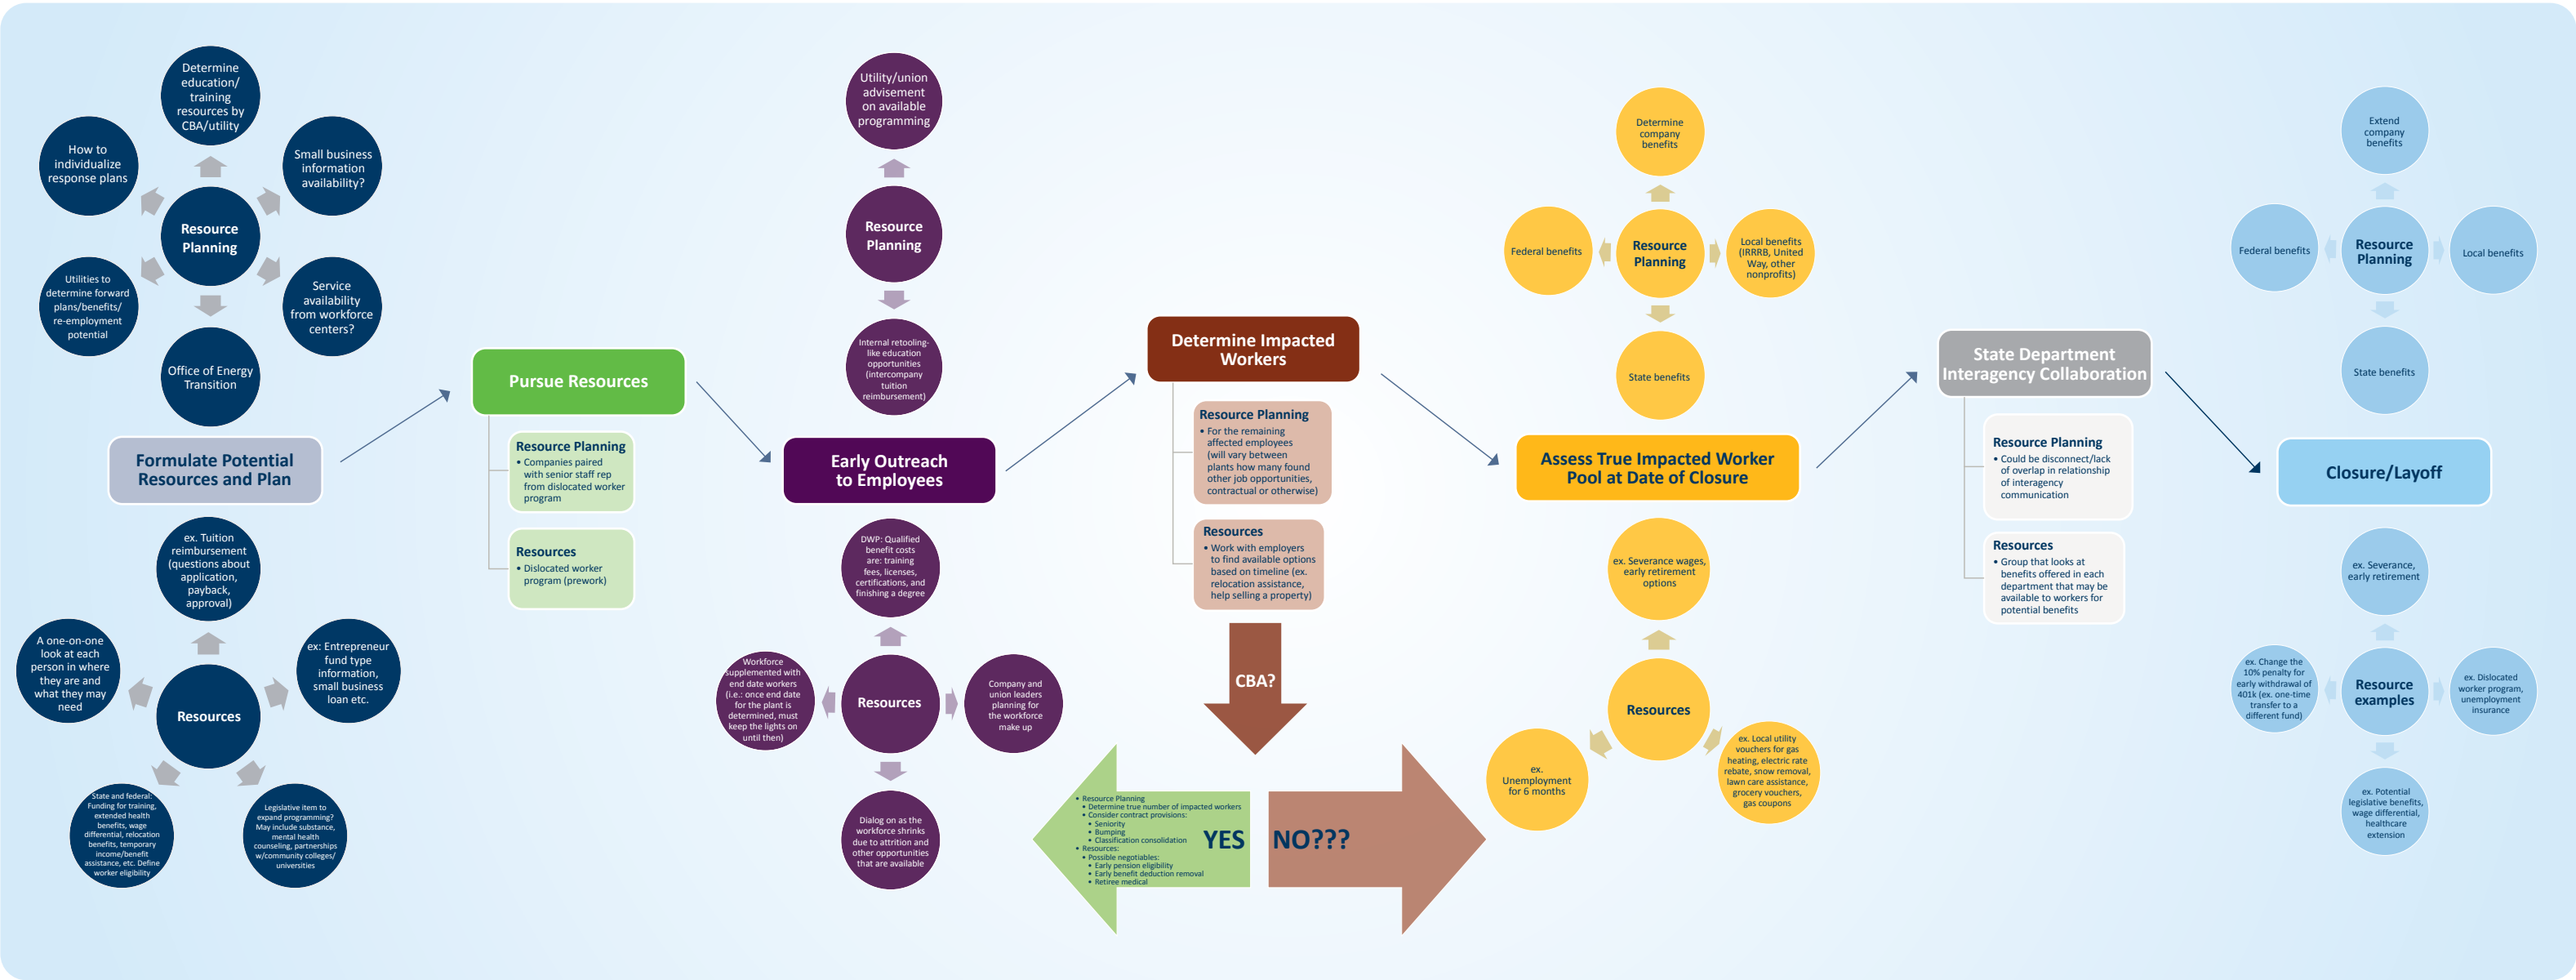 Determine
education/
training
resources by
CBA/utility
How to
individualize
response plans
Small business
information
availability?
Resource
Planning
Utilities to
determine forward
plans/benefits/
re-employment
potential
Service
availability
from workforce
centers?
Office of Energy
Transition
Formulate Potential
Resources and Plan
ex. Tuition
reimbursement
(questions about
application,
payback,
approval)
A one-on-one
look at each
person in where
they are and
what they may
need
ex: Entrepreneur
fund type
information,
small business
loan etc.
Resources
State and federal:
Funding for training,
extended health
benefits, wage
differential, relocation
benefits, temporary
income/benefit
assistance, etc. Define
worker eligibility
Legislative item to
expand programming?
May include substance,
mental health
counseling, partnerships
w/community colleges/
universities
Pursue Resources
Resource Planning
• Companies paired
with senior staff rep
from dislocated worker
program
Resources
• Dislocated worker
program (prework)
Utility/union
advisement
on available
programming
Resource
Planning
Internal retooling-
like education
opportunities
(intercompany
tuition
reimbursement)
Early Outreach
to Employees
DWP: Qualified
benefit costs
are: training
fees, licenses,
certifications, and
finishing a degree
Workforce
supplemented with
end date workers
(i.e.: once end date
for the plant is
determined, must
keep the lights on
until then)
Resources
Company and
union leaders
planning for
the workforce
make up
Dialog on as the
workforce shrinks
due to attrition and
other opportunities
that are available
Determine Impacted
Workers
Resource Planning
• For the remaining
affected employees
(will vary between
plants how many found
other job opportunities,
contractual or otherwise)
Resources
• Work with employers
to find available options
based on timeline (ex.
relocation assistance,
help selling a property)
CBA?
• Resource Planning
• Determine true number of impacted workers
• Consider contract provisions:
• Seniority
• Bumping
• Classification consolidation
• Resources:
• Possible negotiables:
• Early pension eligibility
• Early benefit deduction removal
• Retiree medical
YES
NO???
Determine
company
benefits
Federal benefits
Resource
Planning
Local benefits
(IRRRB, United
Way, other
nonprofits)
State benefits
Assess True Impacted Worker
Pool at Date of Closure
ex. Severance wages,
early retirement
options
Resources
ex.
Unemployment
for 6 months
ex. Local utility
vouchers for gas
heating, electric rate
rebate, snow removal,
lawn care assistance,
grocery vouchers,
gas coupons
State Department
Interagency Collaboration
Resource Planning
• Could be disconnect/lack
of overlap in relationship
of interagency
communication
Resources
• Group that looks at
benefits offered in each
department that may be
available to workers for
potential benefits
Extend
company
benefits
Federal benefits
Resource
Planning
Local benefits
State benefits
Closure/Layoff
ex. Severance,
early retirement
ex. Change the
10% penalty for
early withdrawal of
401k (ex. one-time
transfer to a
different fund)
Resource
examples
ex. Dislocated
worker program,
unemployment
insurance
ex. Potential
legislative benefits,
wage differential,
healthcare
extension